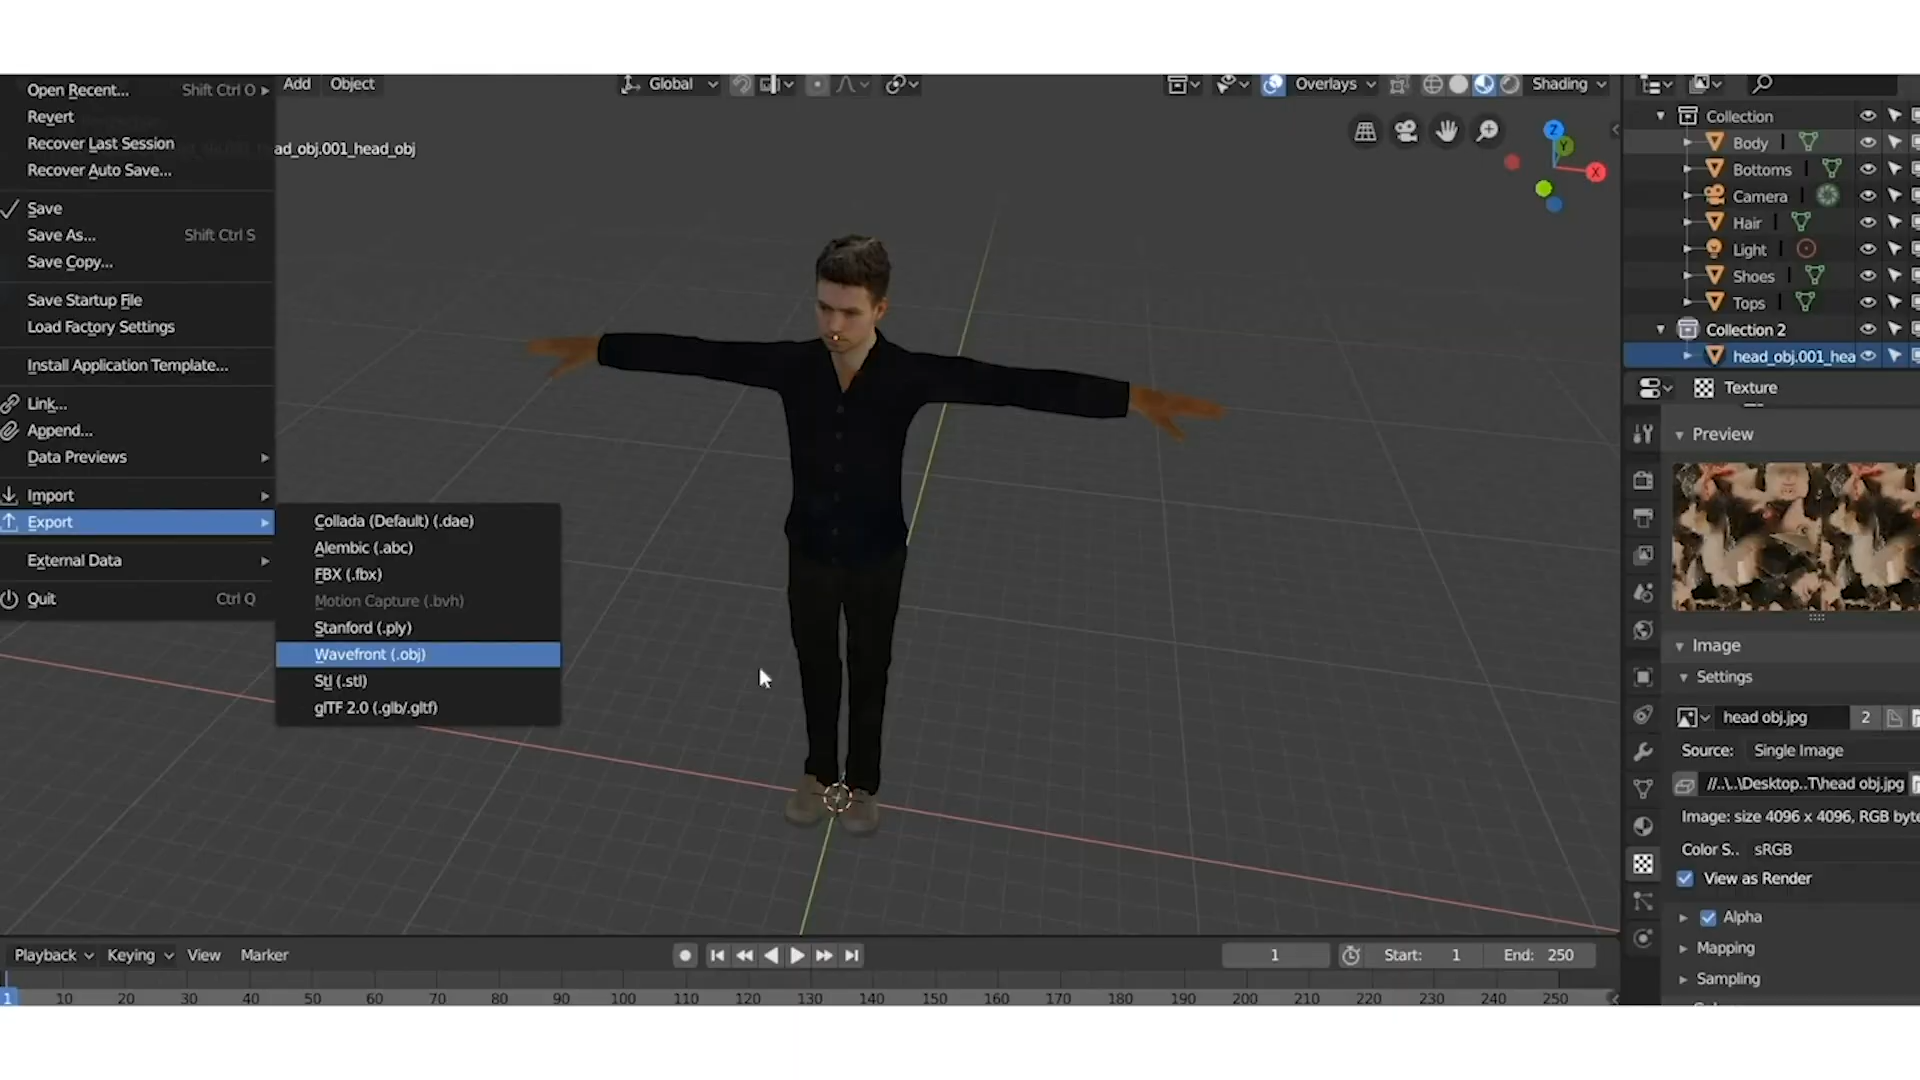 Open Recent... Shift Ctrl O
Revert
Recover Last Session
Recover Auto Save...
Save
Save As... Shift Ctrl S
Save Copy...
Save Startup File
Load Factory Settings
Install Application Template...
Link...
Append...
Data Previews
Import
Export
External Data
Quit Ctrl Q
Collada (Default) (.dae)
Alembic (.abc)
FBX (.fbx)
Motion Capture (.bvh)
Stanford (.ply)
Wavefront (.obj)
Stl (.stl)
glTF 2.0 (.glb/.gltf)
Add Object
Global
Overlays
Shading
ad_obj.001_head_obj
Z
Y
X
Collection
Body
Bottoms
Camera
Hair
Light
Shoes
Tops
Collection 2
head_obj.001_hea
Texture
Preview
Image
Settings
head obj.jpg 2
Source: Single Image
//..\..\Desktop..T\head obj.jpg
Image: size 4096 x 4096, RGB byte
Color S.. sRGB
View as Render
Alpha
Mapping
Sampling
Playback Keying View Marker
1 Start: 1 End: 250
1 10 20 30 40 50 60 70 80 90 100 110 120 130 140 150 160 170 180 190 200 210 220 230 240 250